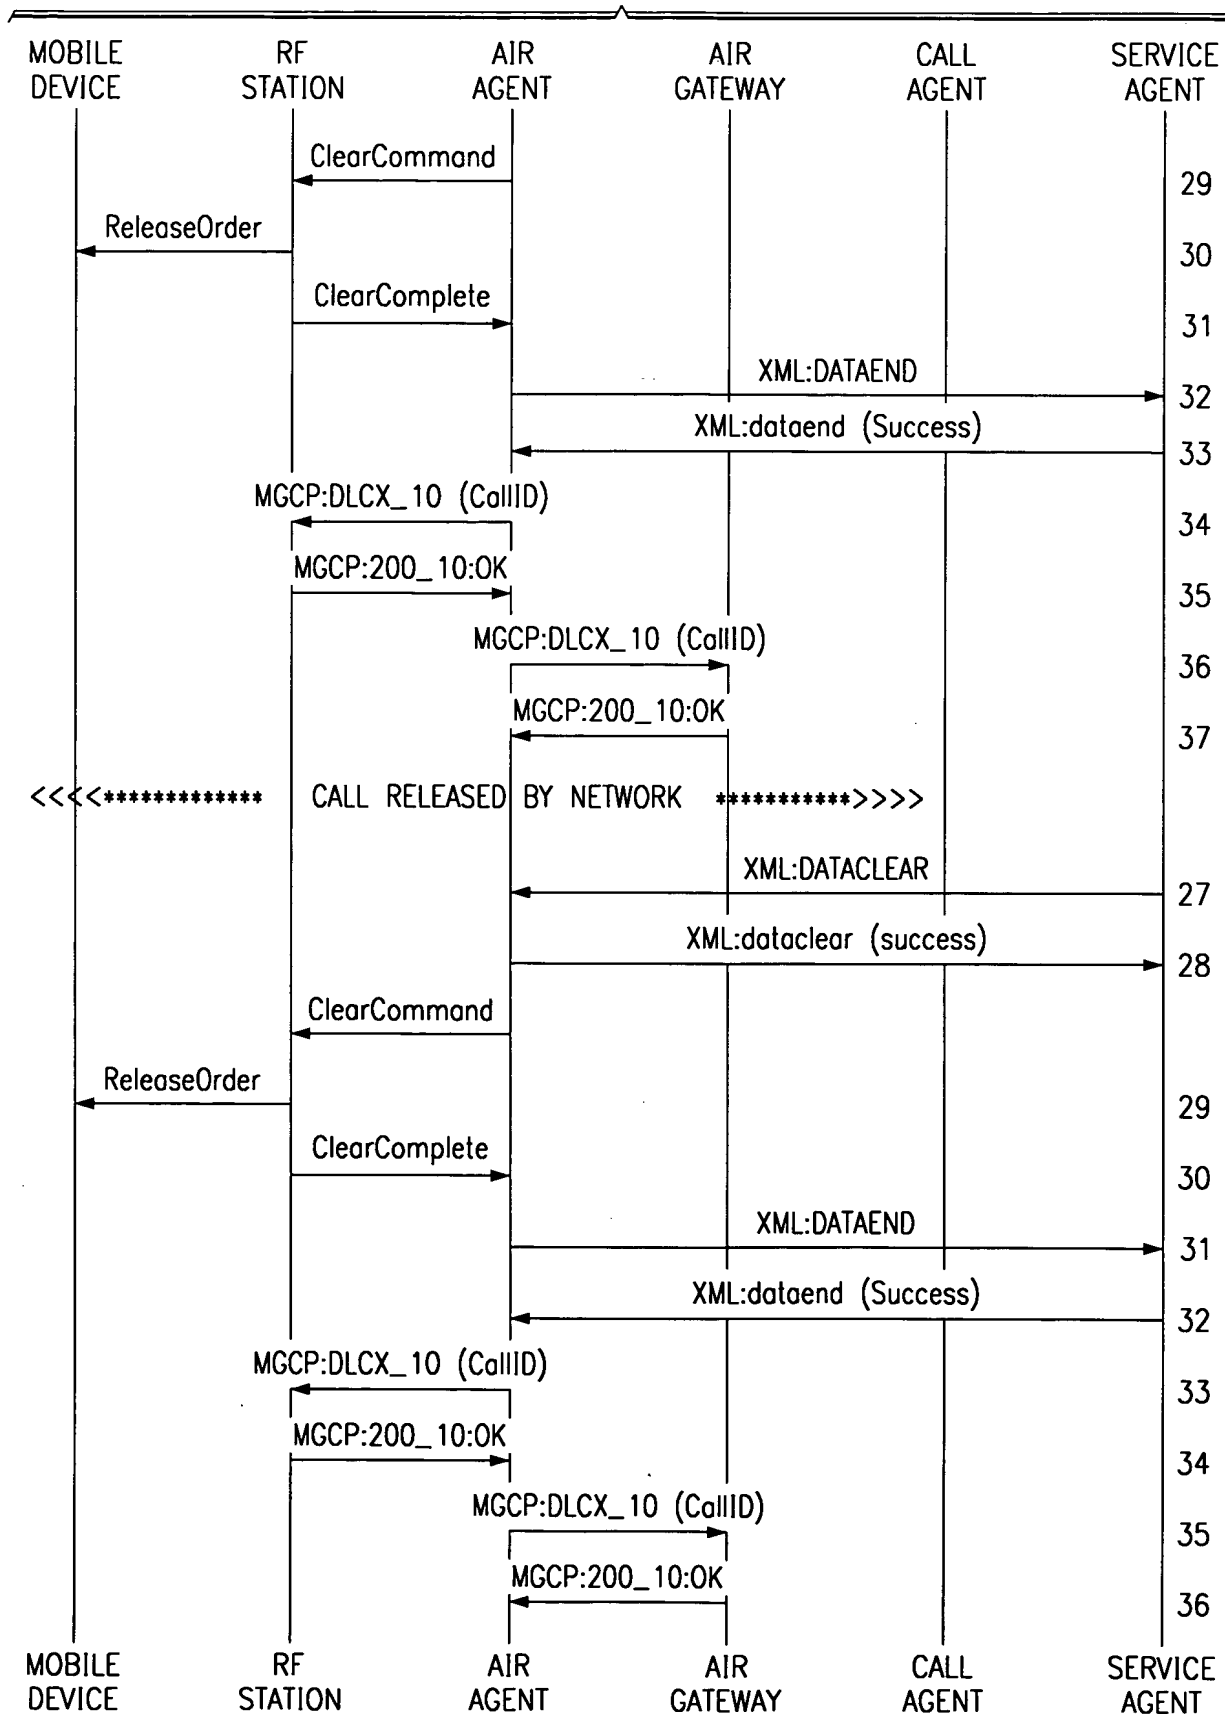 MOBILE DEVICE
RF STATION
AIR AGENT
AIR GATEWAY
CALL AGENT
SERVICE AGENT
ClearCommand
29
ReleaseOrder
30
ClearComplete
31
XML:DATAEND
32
XML:dataend (Success)
33
MGCP:DLCX_10 (CallID)
34
MGCP:200_10:OK
35
MGCP:DLCX_10 (CallID)
36
MGCP:200_10:OK
37
<<<<************* CALL RELEASED BY NETWORK ***********>>>>
XML:DATACLEAR
27
XML:dataclear (success)
28
ClearCommand
ReleaseOrder
29
ClearComplete
30
XML:DATAEND
31
XML:dataend (Success)
32
MGCP:DLCX_10 (CallID)
33
MGCP:200_10:OK
34
MGCP:DLCX_10 (CallID)
35
MGCP:200_10:OK
36
MOBILE DEVICE
RF STATION
AIR AGENT
AIR GATEWAY
CALL AGENT
SERVICE AGENT